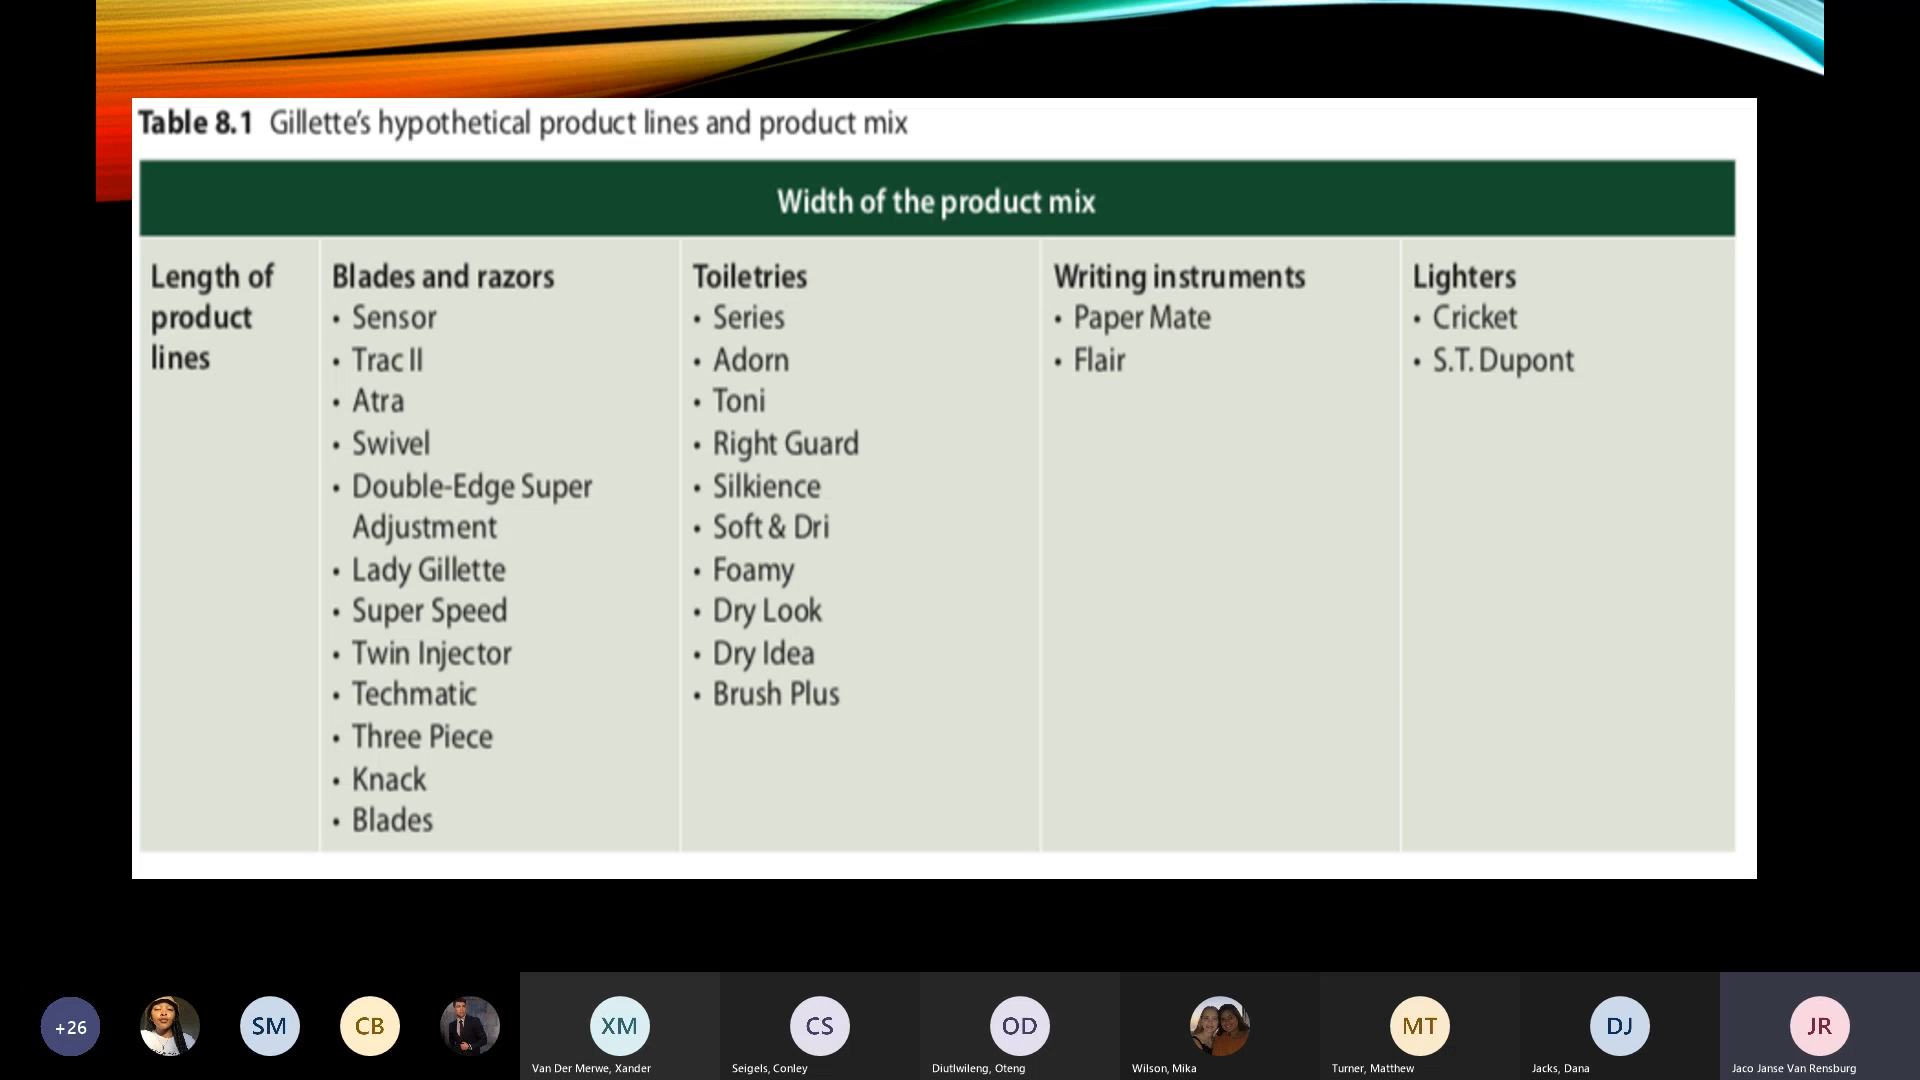 Table 8.1 Gillette's hypothetical product lines and product mix
Width of the product mix
Length of
product
lines
Blades and razors
• Sensor
• Trac II
• Atra
• Swivel
• Double-Edge Super
Adjustment
• Lady Gillette
• Super Speed
• Twin Injector
• Techmatic
• Three Piece
• Knack
• Blades
Toiletries
• Series
• Adorn
• Toni
• Right Guard
• Silkience
• Soft & Dri
• Foamy
• Dry Look
• Dry Idea
• Brush Plus
Writing instruments
• Paper Mate
• Flair
Lighters
• Cricket
• S.T. Dupont
+26
SM
CB
XM
Van Der Merwe, Xander
CS
Seigels, Conley
OD
Diutlwileng, Oteng
Wilson, Mika
MT
Turner, Matthew
DJ
Jacks, Dana
JR
Jaco Janse Van Rensburg